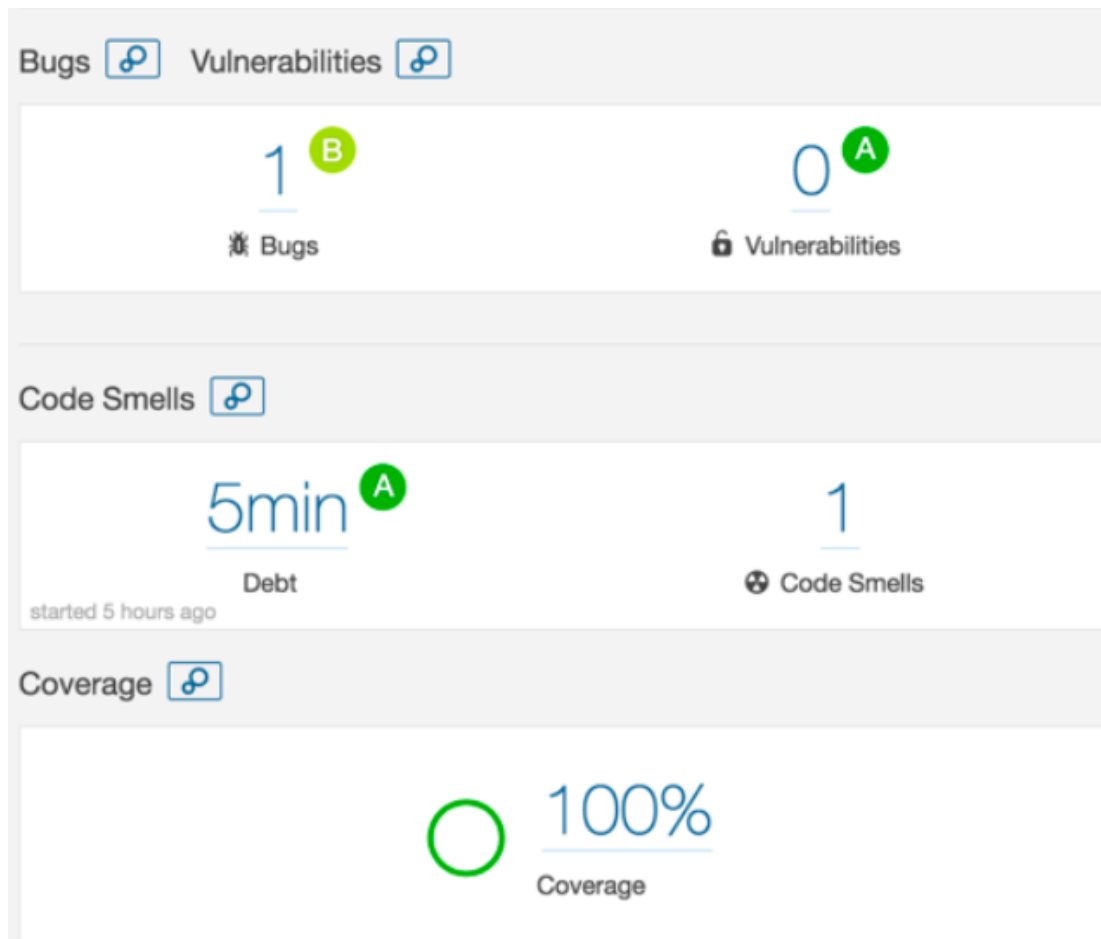 Bugs Vulnerabilities
1 B 0 A
Bugs Vulnerabilities
Code Smells
5min A 1
Debt Code Smells
started 5 hours ago
Coverage
100%
Coverage